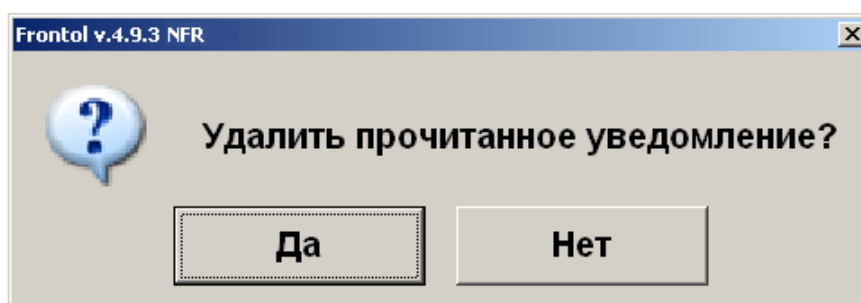 Frontol v.4.9.3 NFR
Удалить прочитанное уведомление?
Да
Нет